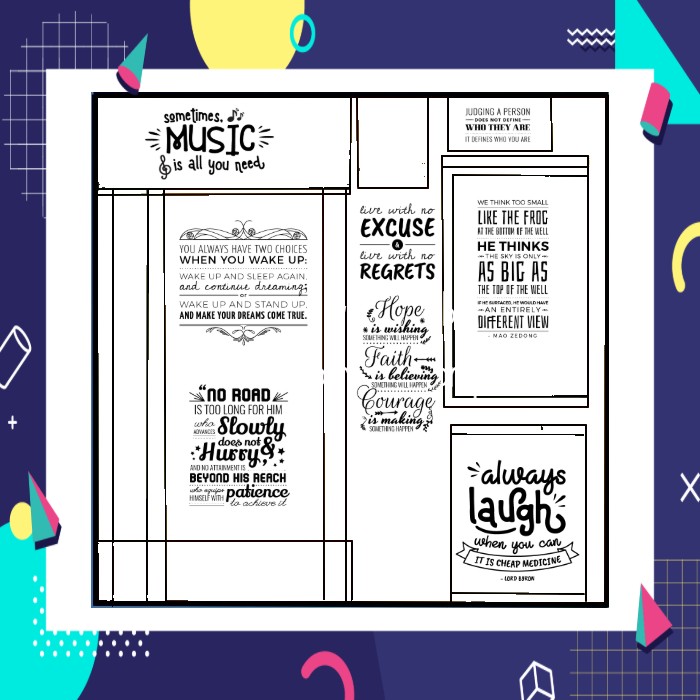 sometimes,
MUSIC
is all you need
YOU ALWAYS HAVE TWO CHOICES
WHEN YOU WAKE UP:
WAKE UP AND SLEEP AGAIN,
and continue dreaming;
or
WAKE UP AND STAND UP,
AND MAKE YOUR DREAMS COME TRUE.
"NO ROAD
IS TOO LONG FOR HIM
who
ADVANCES
Slowly
does not
Hurry,&
AND NO ATTAINMENT IS
BEYOND HIS REACH
who equips
HIMSELF WITH
patience
to achieve it
live with no
EXCUSE
&
live with no
REGRETS
Hope
is wishing
SOMETHING WILL HAPPEN
Faith
is believing
SOMETHING WILL HAPPEN
Courage
is making
SOMETHING HAPPEN
JUDGING A PERSON
DOES NOT DEFINE
WHO THEY ARE
IT DEFINES WHO YOU ARE
WE THINK TOO SMALL
LIKE THE FROG
AT THE BOTTOM OF THE WELL
HE THINKS
THE SKY IS ONLY
AS BIG AS
THE TOP OF THE WELL
IF HE SURFACED, HE WOULD HAVE
AN ENTIRELY
DIFFERENT VIEW
- MAO ZEDONG -
always
laugh
when you can
IT IS CHEAP MEDICINE
- LORD BYRON